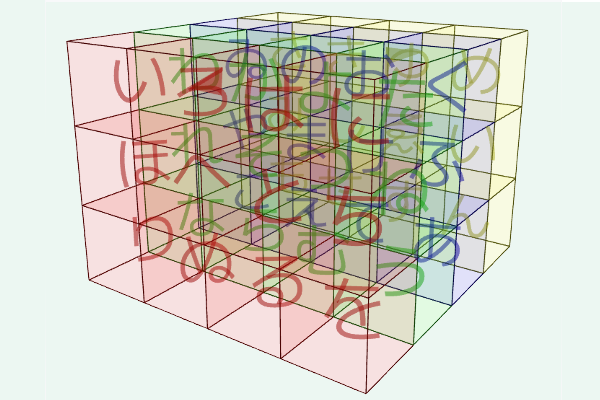 いろはに
ほへとち
りぬるを
わかよた
れそつね
ならむう
ゐのおく
やまけふ
こえてあ
さきゆめ
みしゑひ
もせすん